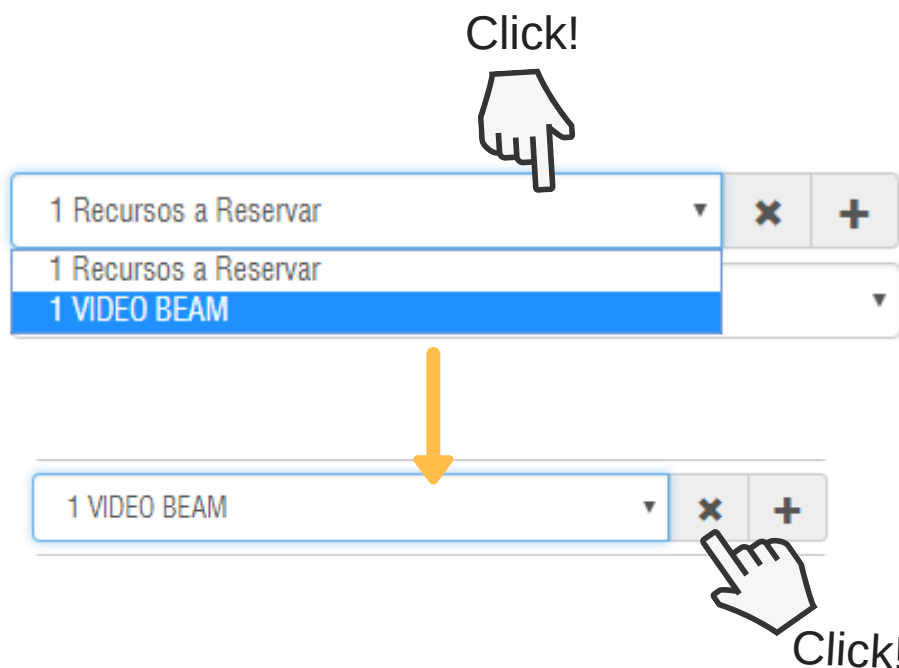 Click!
1 Recursos a Reservar
1 Recursos a Reservar
1 VIDEO BEAM
1 VIDEO BEAM
Click!